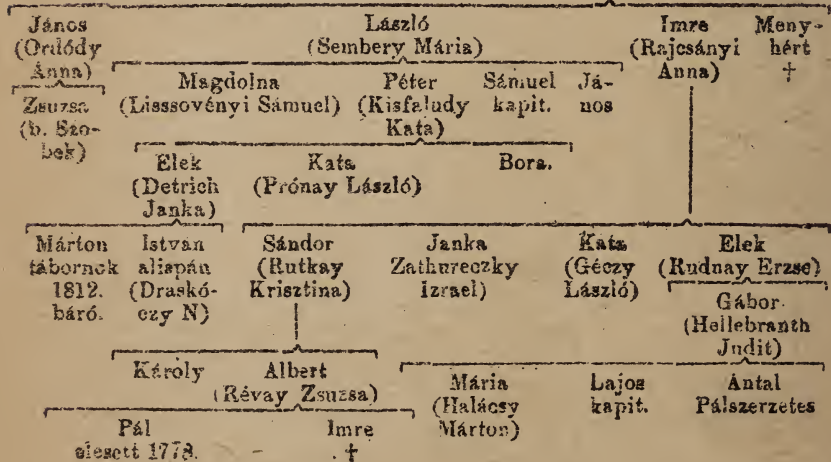 János László Imre Meny-
(Ordódy (Sembery Mária) (Rajcsányi hért
Anna) Anna) †
Magdolna Péter Sámuel Já-
Zsuzsa (Lisssovényi Sámuel) (Kisfaludy kapit. nos
(b. Szo- Kata)
bek)
Elek Kata Bora.
(Detrich (Prónay László)
Janka)
Márton István Sándor Janka Kata Elek
tábornok alispán (Rutkay Zathureczky (Géczy (Rudnay Erzse)
1812. (Draskó- Krisztina) Izrael) László)
báró. czy N)
Gábor
(Hellebranth
Judit)
Károly Albert
(Révay Zsuzsa)
Mária Lajos Antal
(Halácsy kapit. Pálszerzetes
Márton)
Pál Imre
elesett 1778. †